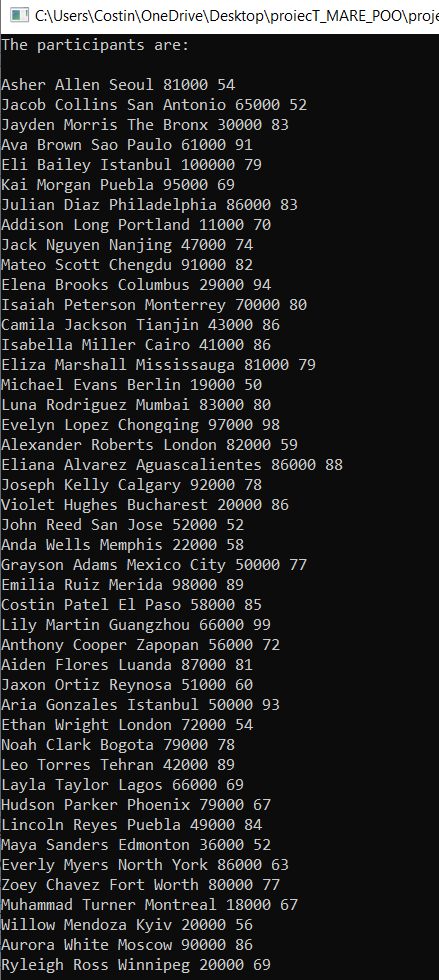 C:\Users\Costin\OneDrive\Desktop\proiecT_MARE_POO\proje
The participants are:
Asher Allen Seoul 81000 54
Jacob Collins San Antonio 65000 52
Jayden Morris The Bronx 30000 83
Ava Brown Sao Paulo 61000 91
Eli Bailey Istanbul 100000 79
Kai Morgan Puebla 95000 69
Julian Diaz Philadelphia 86000 83
Addison Long Portland 11000 70
Jack Nguyen Nanjing 47000 74
Mateo Scott Chengdu 91000 82
Elena Brooks Columbus 29000 94
Isaiah Peterson Monterrey 70000 80
Camila Jackson Tianjin 43000 86
Isabella Miller Cairo 41000 86
Eliza Marshall Mississauga 81000 79
Michael Evans Berlin 19000 50
Luna Rodriguez Mumbai 83000 80
Evelyn Lopez Chongqing 97000 98
Alexander Roberts London 82000 59
Eliana Alvarez Aguascalientes 86000 88
Joseph Kelly Calgary 92000 78
Violet Hughes Bucharest 20000 86
John Reed San Jose 52000 52
Anda Wells Memphis 22000 58
Grayson Adams Mexico City 50000 77
Emilia Ruiz Merida 98000 89
Costin Patel El Paso 58000 85
Lily Martin Guangzhou 66000 99
Anthony Cooper Zapopan 56000 72
Aiden Flores Luanda 87000 81
Jaxon Ortiz Reynosa 51000 60
Aria Gonzales Istanbul 50000 93
Ethan Wright London 72000 54
Noah Clark Bogota 79000 78
Leo Torres Tehran 42000 89
Layla Taylor Lagos 66000 69
Hudson Parker Phoenix 79000 67
Lincoln Reyes Puebla 49000 84
Maya Sanders Edmonton 36000 52
Everly Myers North York 86000 63
Zoey Chavez Fort Worth 80000 77
Muhammad Turner Montreal 18000 67
Willow Mendoza Kyiv 20000 56
Aurora White Moscow 90000 86
Ryleigh Ross Winnipeg 20000 69